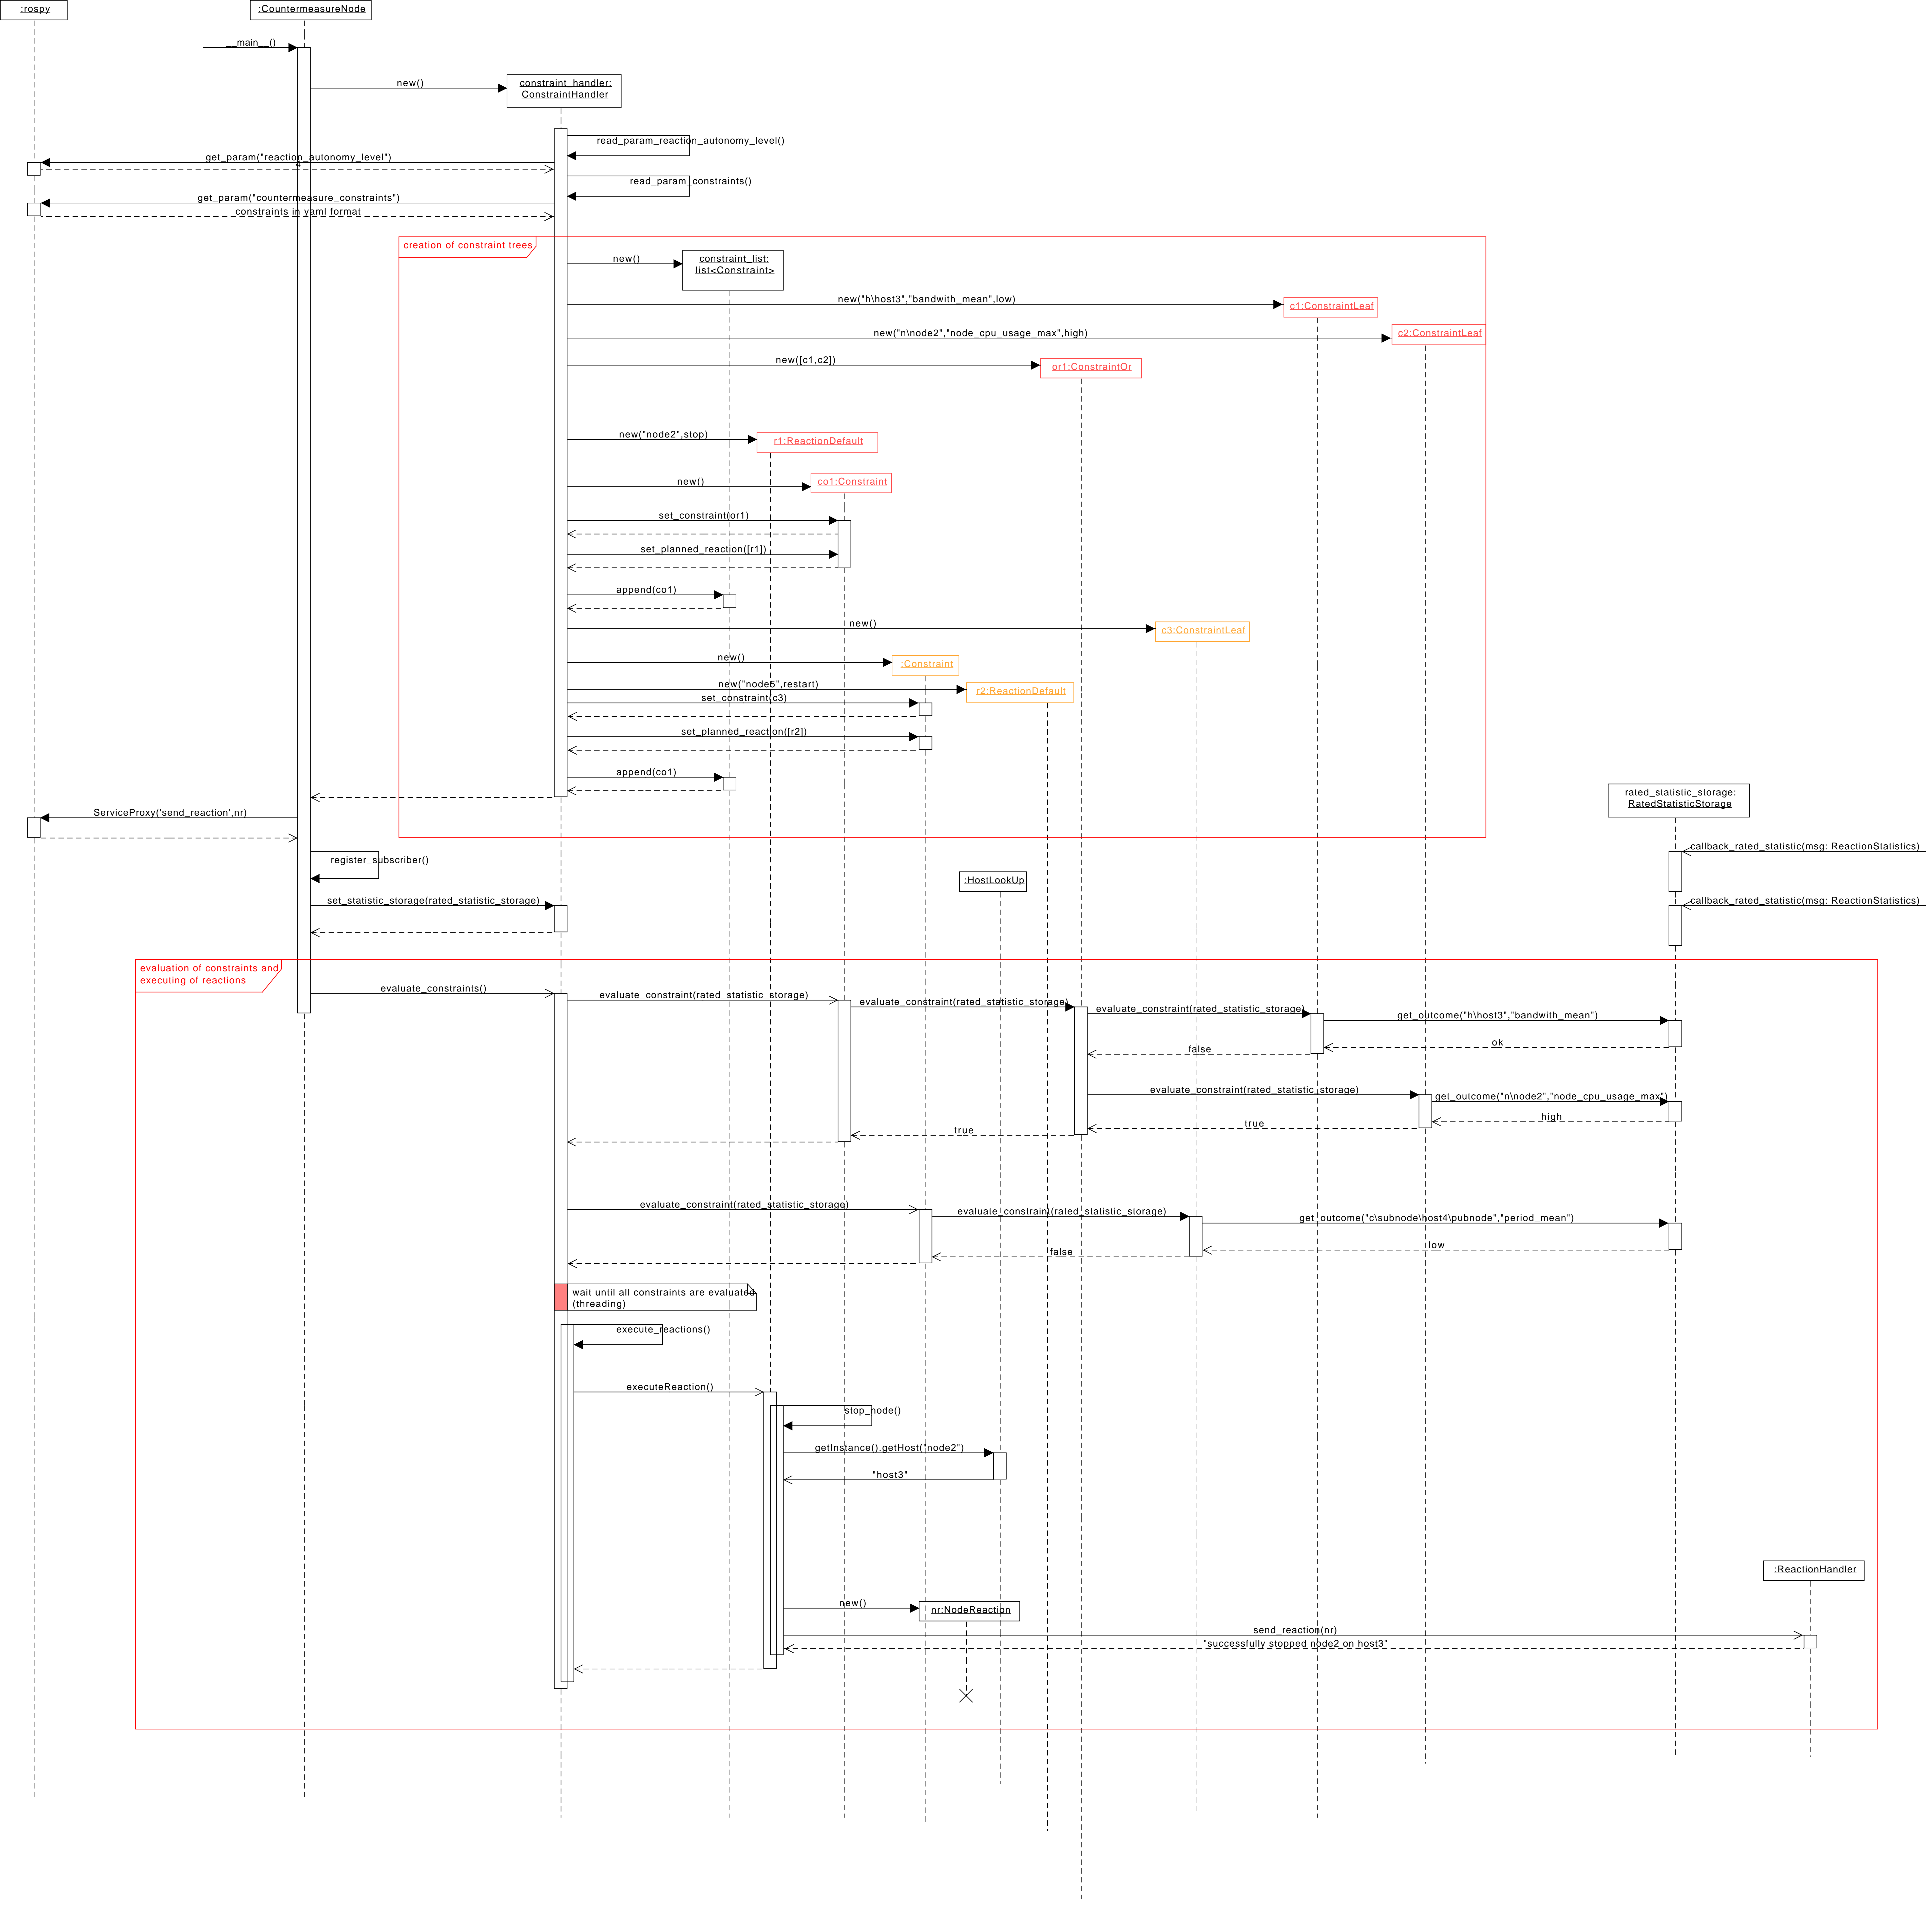 :rospy
:CountermeasureNode
__main__()
new()
constraint_handler:
ConstraintHandler
read_param_reaction_autonomy_level()
get_param("reaction_autonomy_level")
4
read_param_constraints()
get_param("countermeasure_constraints")
constraints in yaml format
creation of constraint trees
new()
constraint_list:
list<Constraint>
new("h\host3","bandwith_mean",low)
c1:ConstraintLeaf
new("n\node2","node_cpu_usage_max",high)
c2:ConstraintLeaf
new([c1,c2])
or1:ConstraintOr
new("node2",stop)
r1:ReactionDefault
new()
co1:Constraint
set_constraint(or1)
set_planned_reaction([r1])
append(co1)
new()
c3:ConstraintLeaf
new()
:Constraint
new("node5",restart)
r2:ReactionDefault
set_constraint(c3)
set_planned_reaction([r2])
append(co1)
rated_statistic_storage:
RatedStatisticStorage
ServiceProxy('send_reaction',nr)
callback_rated_statistic(msg: ReactionStatistics)
register_subscriber()
:HostLookUp
set_statistic_storage(rated_statistic_storage)
callback_rated_statistic(msg: ReactionStatistics)
evaluation of constraints and
executing of reactions
evaluate_constraints()
evaluate_constraint(rated_statistic_storage)
evaluate_constraint(rated_statistic_storage)
evaluate_constraint(rated_statistic_storage)
get_outcome("h\host3","bandwith_mean")
ok
false
evaluate_constraint(rated_statistic_storage)
get_outcome("n\node2","node_cpu_usage_max")
high
true
true
evaluate_constraint(rated_statistic_storage)
evaluate_constraint(rated_statistic_storage)
get_outcome("c\subnode\host4\pubnode","period_mean")
low
false
wait until all constraints are evaluated
(threading)
execute_reactions()
executeReaction()
stop_node()
getInstance().getHost("node2")
"host3"
:ReactionHandler
new()
nr:NodeReaction
send_reaction(nr)
"successfully stopped node2 on host3"